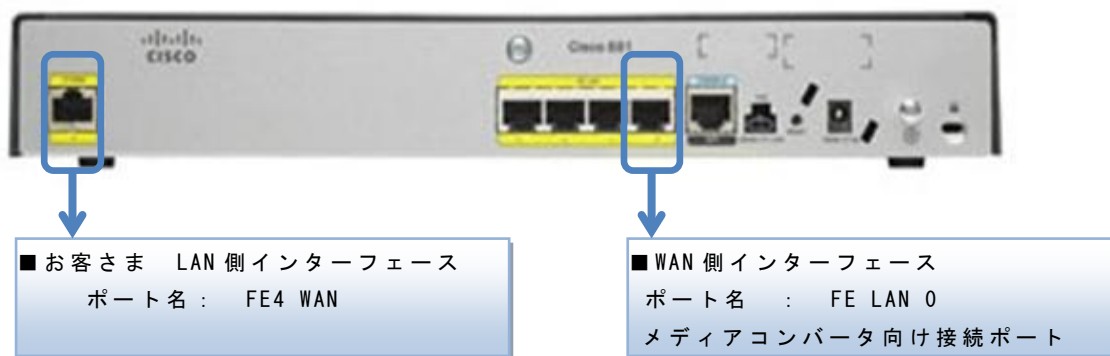 CISCO
Cisco 881
■お客さま LAN側インターフェース
ポート名： FE4 WAN
■WAN側インターフェース
ポート名 ： FE LAN 0
メディアコンバータ向け接続ポート